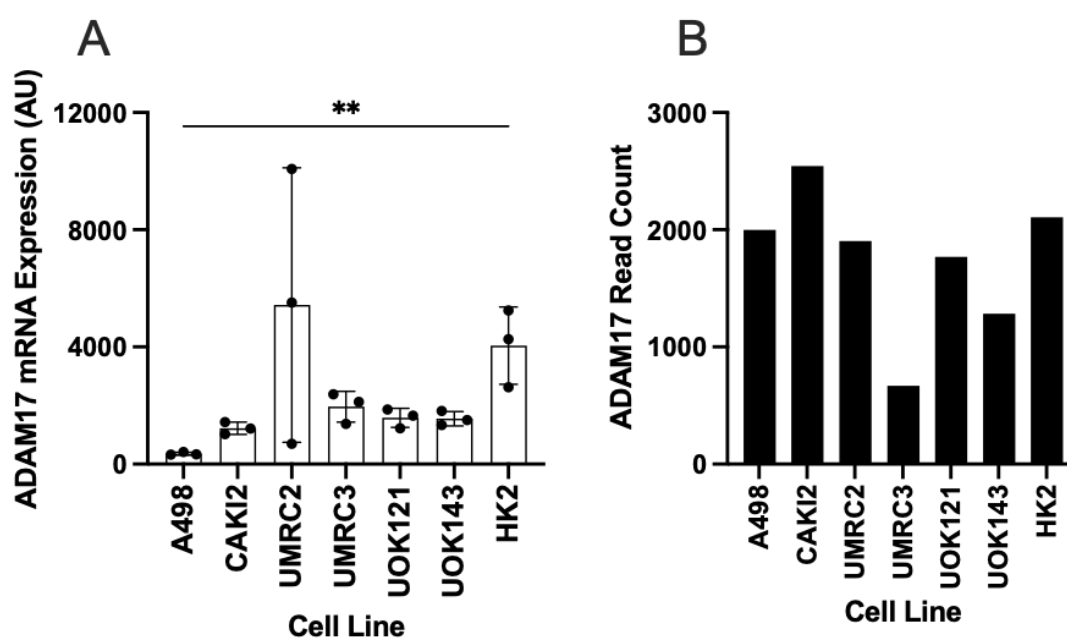 A
ADAM17 mRNA Expression (AU)
12000
8000
4000
0
**
A498
CAKI2
UMRC2
UMRC3
UOK121
UOK143
HK2
Cell Line
B
ADAM17 Read Count
3000
2000
1000
0
A498
CAKI2
UMRC2
UMRC3
UOK121
UOK143
HK2
Cell Line